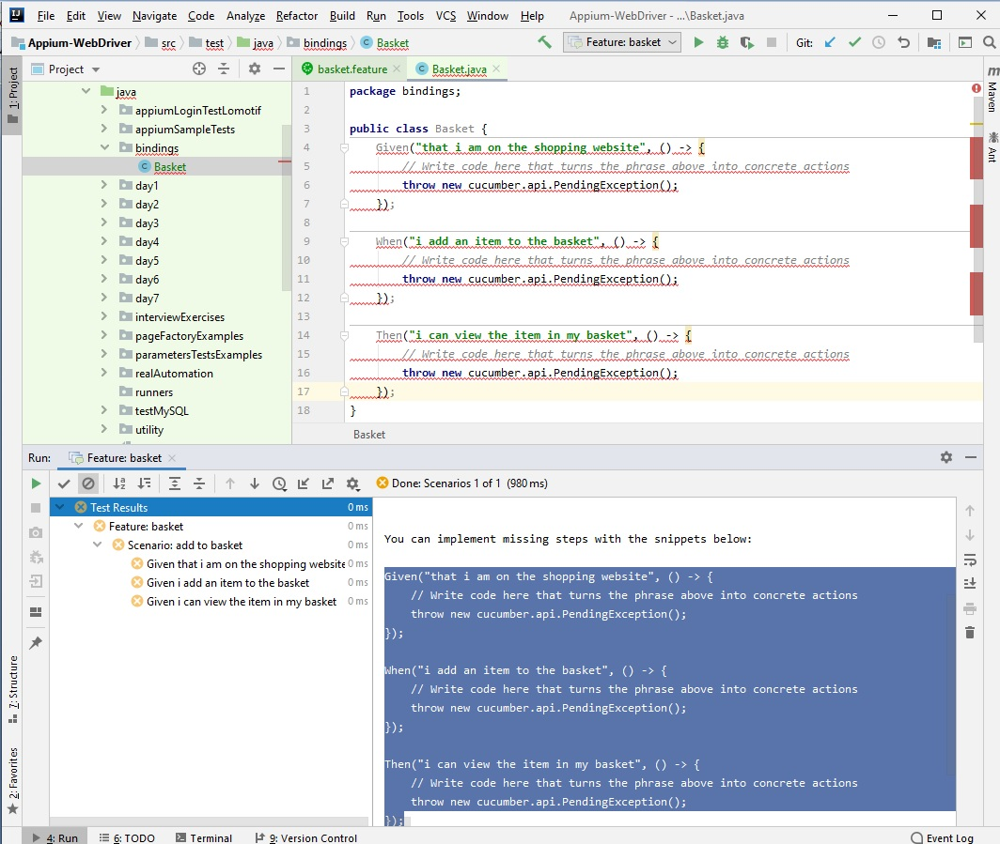 File Edit View Navigate Code Analyze Refactor Build Run Tools VCS Window Help Appium-WebDriver - ...\Basket.java
Appium-WebDriver src test java bindings Basket Feature: basket Git:
1: Project
Project
basket.feature
Basket.java
java
appiumLoginTestLomotif
appiumSampleTests
bindings
Basket
day1
day2
day3
day4
day5
day6
day7
interviewExercises
pageFactoryExamples
parametersTestsExamples
realAutomation
runners
testMySQL
utility
1 package bindings;
2
3 public class Basket {
4 Given("that i am on the shopping website", () -> {
5 // Write code here that turns the phrase above into concrete actions
6 throw new cucumber.api.PendingException();
7 });
8
9 When("i add an item to the basket", () -> {
10 // Write code here that turns the phrase above into concrete actions
11 throw new cucumber.api.PendingException();
12 });
13
14 Then("i can view the item in my basket", () -> {
15 // Write code here that turns the phrase above into concrete actions
16 throw new cucumber.api.PendingException();
17 });
18 }
Basket
m
Maven
Ant
Run: Feature: basket
Done: Scenarios 1 of 1 (980 ms)
Test Results 0 ms
Feature: basket 0 ms
Scenario: add to basket 0 ms
Given that i am on the shopping website 0 ms
Given i add an item to the basket 0 ms
Given i can view the item in my basket 0 ms
You can implement missing steps with the snippets below:
Given("that i am on the shopping website", () -> {
// Write code here that turns the phrase above into concrete actions
throw new cucumber.api.PendingException();
});
When("i add an item to the basket", () -> {
// Write code here that turns the phrase above into concrete actions
throw new cucumber.api.PendingException();
});
Then("i can view the item in my basket", () -> {
// Write code here that turns the phrase above into concrete actions
throw new cucumber.api.PendingException();
});
7: Structure
2: Favorites
4: Run 6: TODO Terminal 9: Version Control Event Log